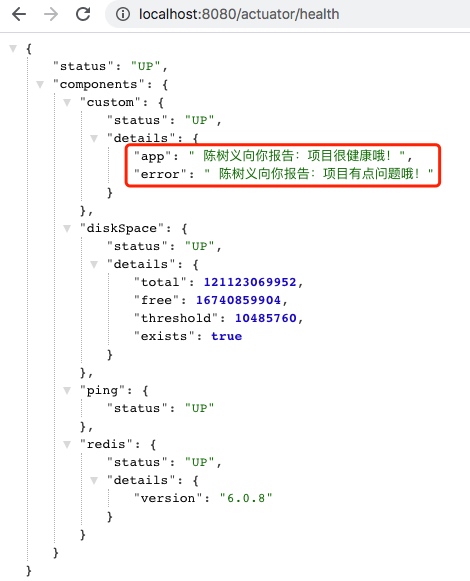 localhost:8080/actuator/health
{
"status": "UP",
"components": {
"custom": {
"status": "UP",
"details": {
"app": " 陈树义向你报告：项目很健康哦！",
"error": " 陈树义向你报告：项目有点问题哦！"
}
},
"diskSpace": {
"status": "UP",
"details": {
"total": 121123069952,
"free": 16740859904,
"threshold": 10485760,
"exists": true
}
},
"ping": {
"status": "UP"
},
"redis": {
"status": "UP",
"details": {
"version": "6.0.8"
}
}
}
}